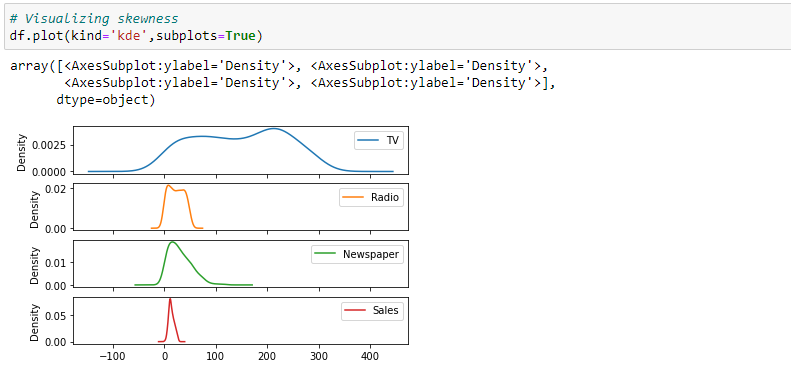 # Visualizing skewness
df.plot(kind='kde',subplots=True)
array([<AxesSubplot:ylabel='Density'>, <AxesSubplot:ylabel='Density'>,
<AxesSubplot:ylabel='Density'>, <AxesSubplot:ylabel='Density'>],
dtype=object)
Density
0.0025
0.0000
TV
Density
0.02
0.00
Radio
Density
0.01
0.00
Newspaper
Density
0.05
0.00
Sales
−100 0 100 200 300 400